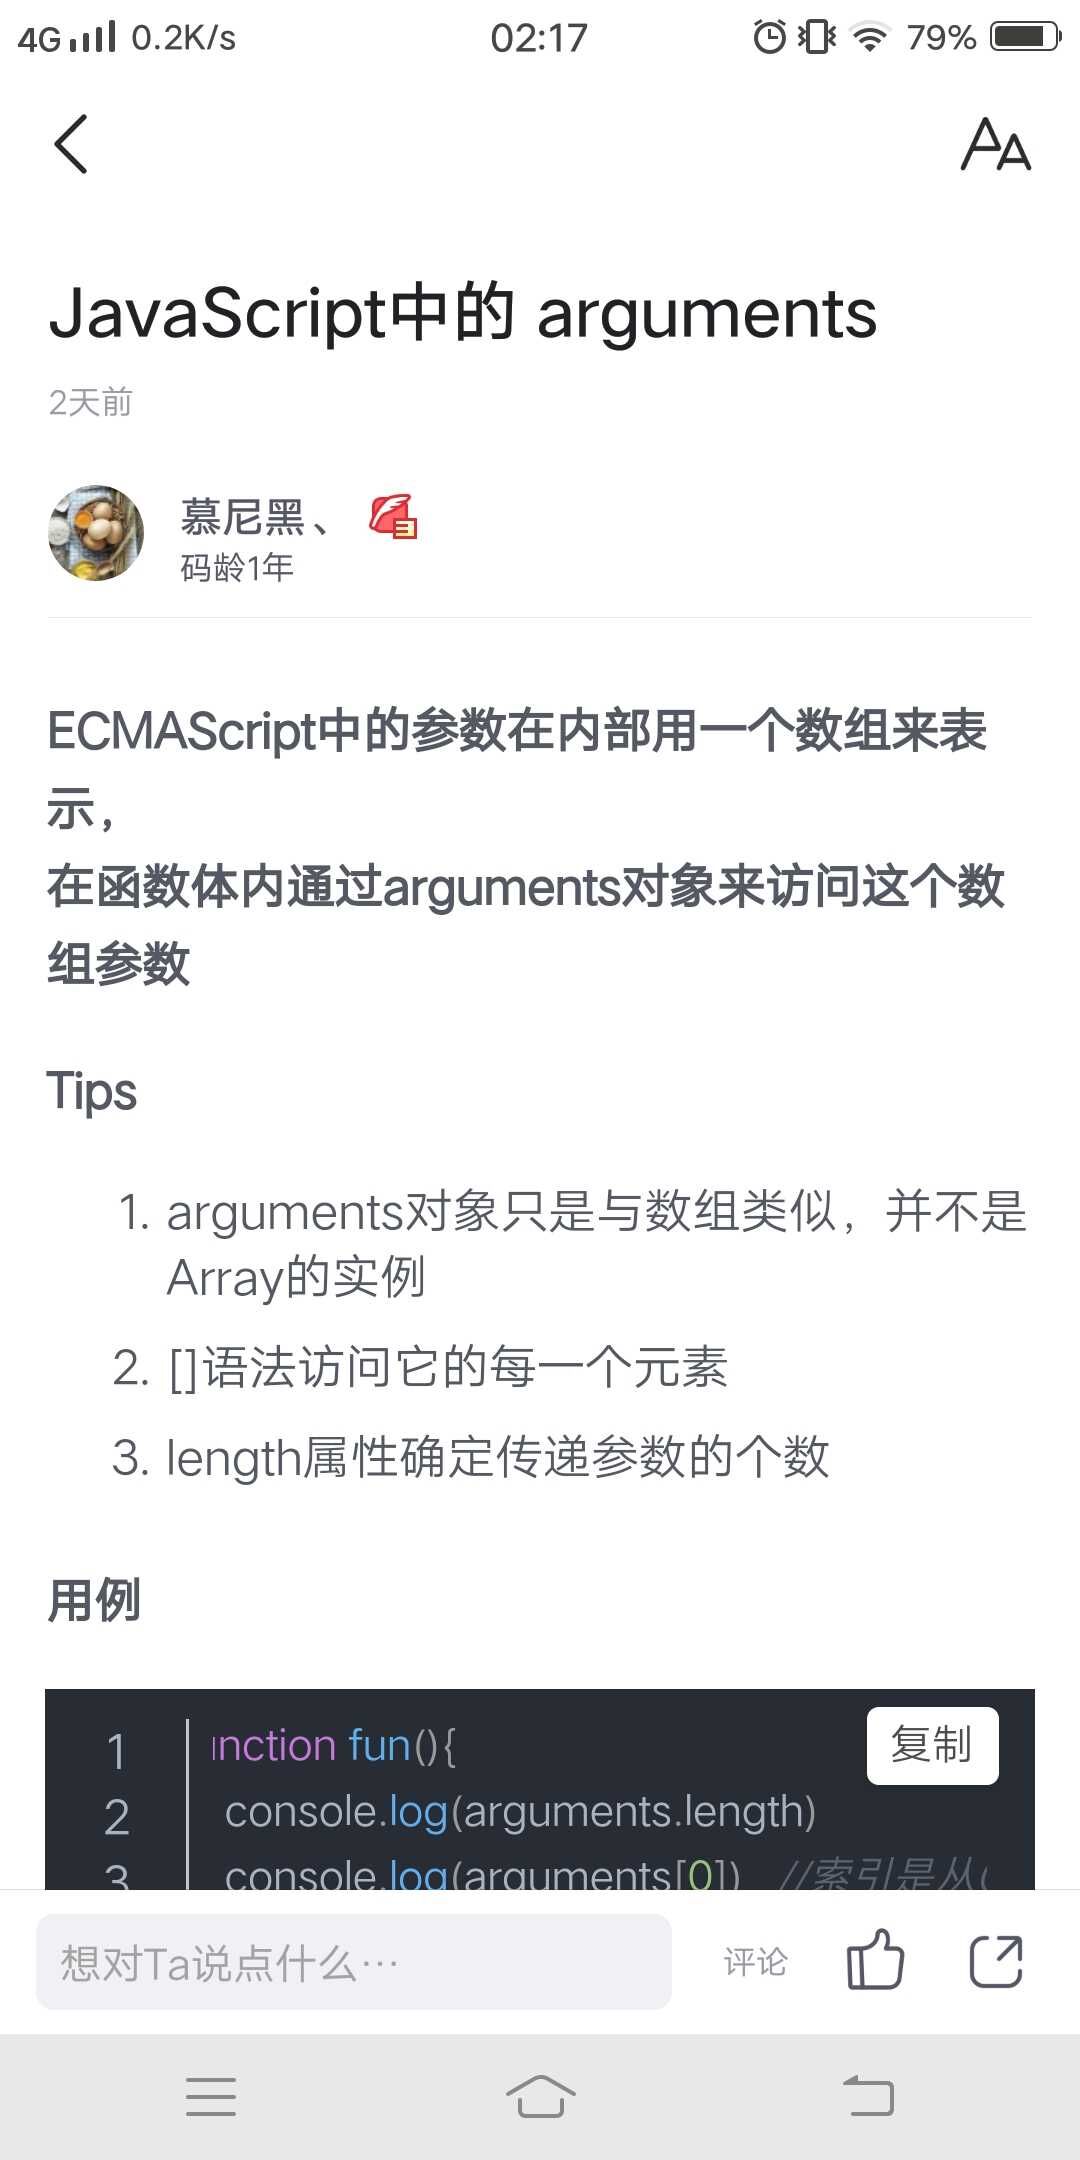 4G 0.2K/s 02:17 79%
JavaScript中的 arguments
2天前
慕尼黑、
码龄1年
ECMAScript中的参数在内部用一个数组来表
示，
在函数体内通过arguments对象来访问这个数
组参数
Tips
1. arguments对象只是与数组类似，并不是
Array的实例
2. []语法访问它的每一个元素
3. length属性确定传递参数的个数
用例
复制
1 nction fun(){
2 console.log(arguments.length)
3 console.log(arguments[0]) //索引是从
想对Ta说点什么…
评论